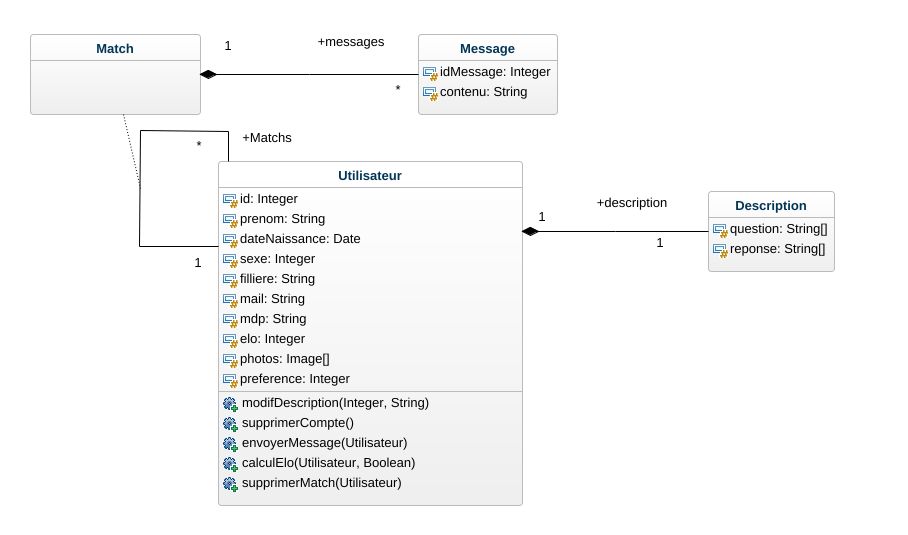 Match
1
+messages
*
Message
idMessage: Integer
contenu: String
*
+Matchs
1
Utilisateur
id: Integer
prenom: String
dateNaissance: Date
sexe: Integer
filliere: String
mail: String
mdp: String
elo: Integer
photos: Image[]
preference: Integer
modifDescription(Integer, String)
supprimerCompte()
envoyerMessage(Utilisateur)
calculElo(Utilisateur, Boolean)
supprimerMatch(Utilisateur)
1
+description
1
Description
question: String[]
reponse: String[]